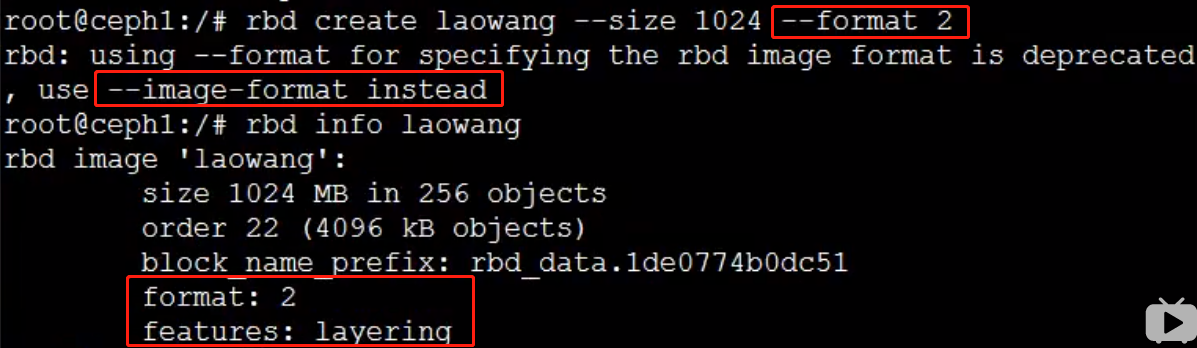 root@ceph1:/# rbd create laowang --size 1024 --format 2
rbd: using --format for specifying the rbd image format is deprecated
, use --image-format instead
root@ceph1:/# rbd info laowang
rbd image 'laowang':
        size 1024 MB in 256 objects
        order 22 (4096 kB objects)
        block_name_prefix: rbd_data.1de0774b0dc51
        format: 2
        features: layering